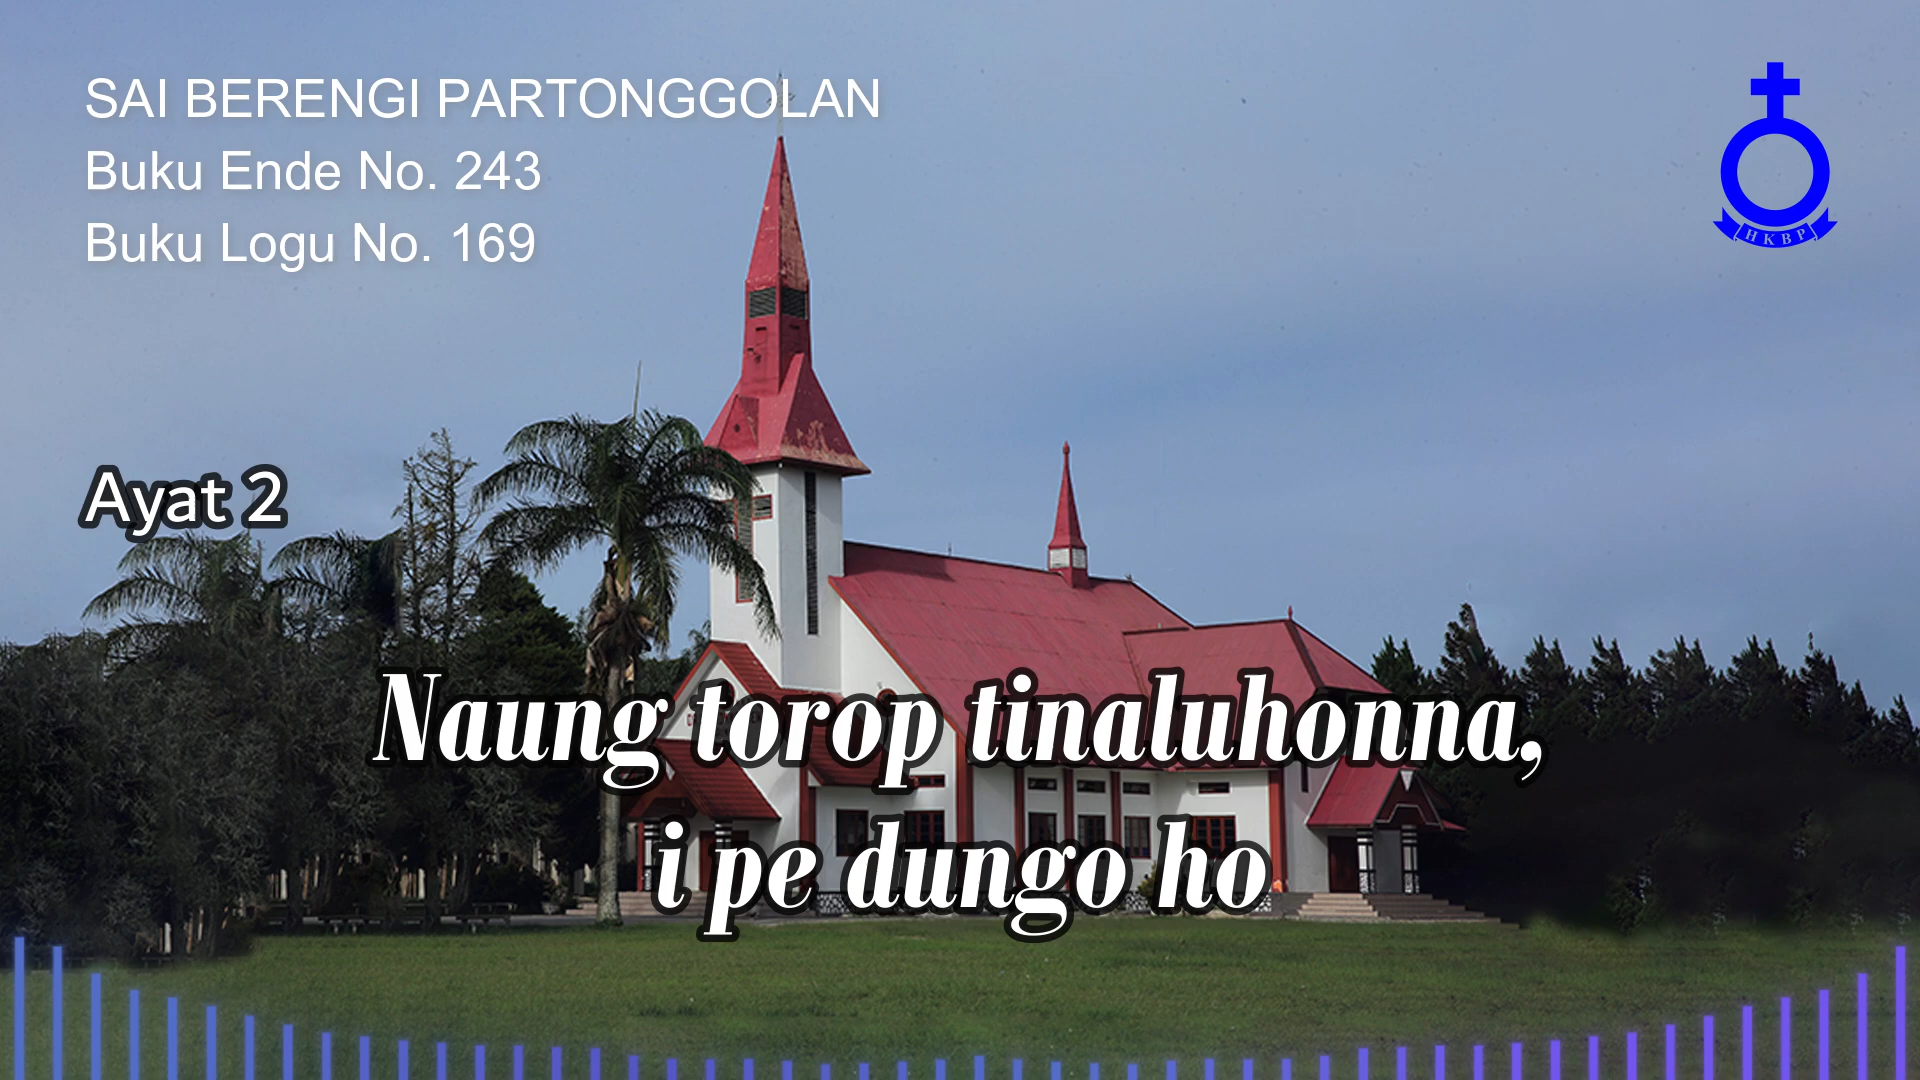 SAI BERENGI PARTONGGOLAN
Buku Ende No. 243
Buku Logu No. 169
HKBP
Ayat 2
Naung torop tinaluhonna,
i pe dungo ho